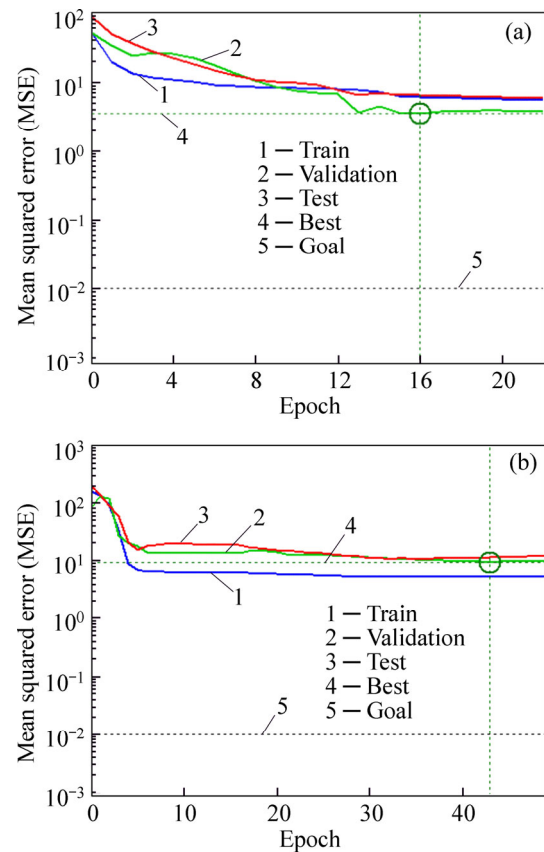 (a)
Mean squared error (MSE)
10²
10¹
10⁰
10⁻¹
10⁻²
10⁻³
3
2
1
4
1 — Train
2 — Validation
3 — Test
4 — Best
5 — Goal
5
0 4 8 12 16 20
Epoch
(b)
Mean squared error (MSE)
10³
10²
10¹
10⁰
10⁻¹
10⁻²
10⁻³
3
2
4
1
1 — Train
2 — Validation
3 — Test
4 — Best
5 — Goal
5
0 10 20 30 40
Epoch